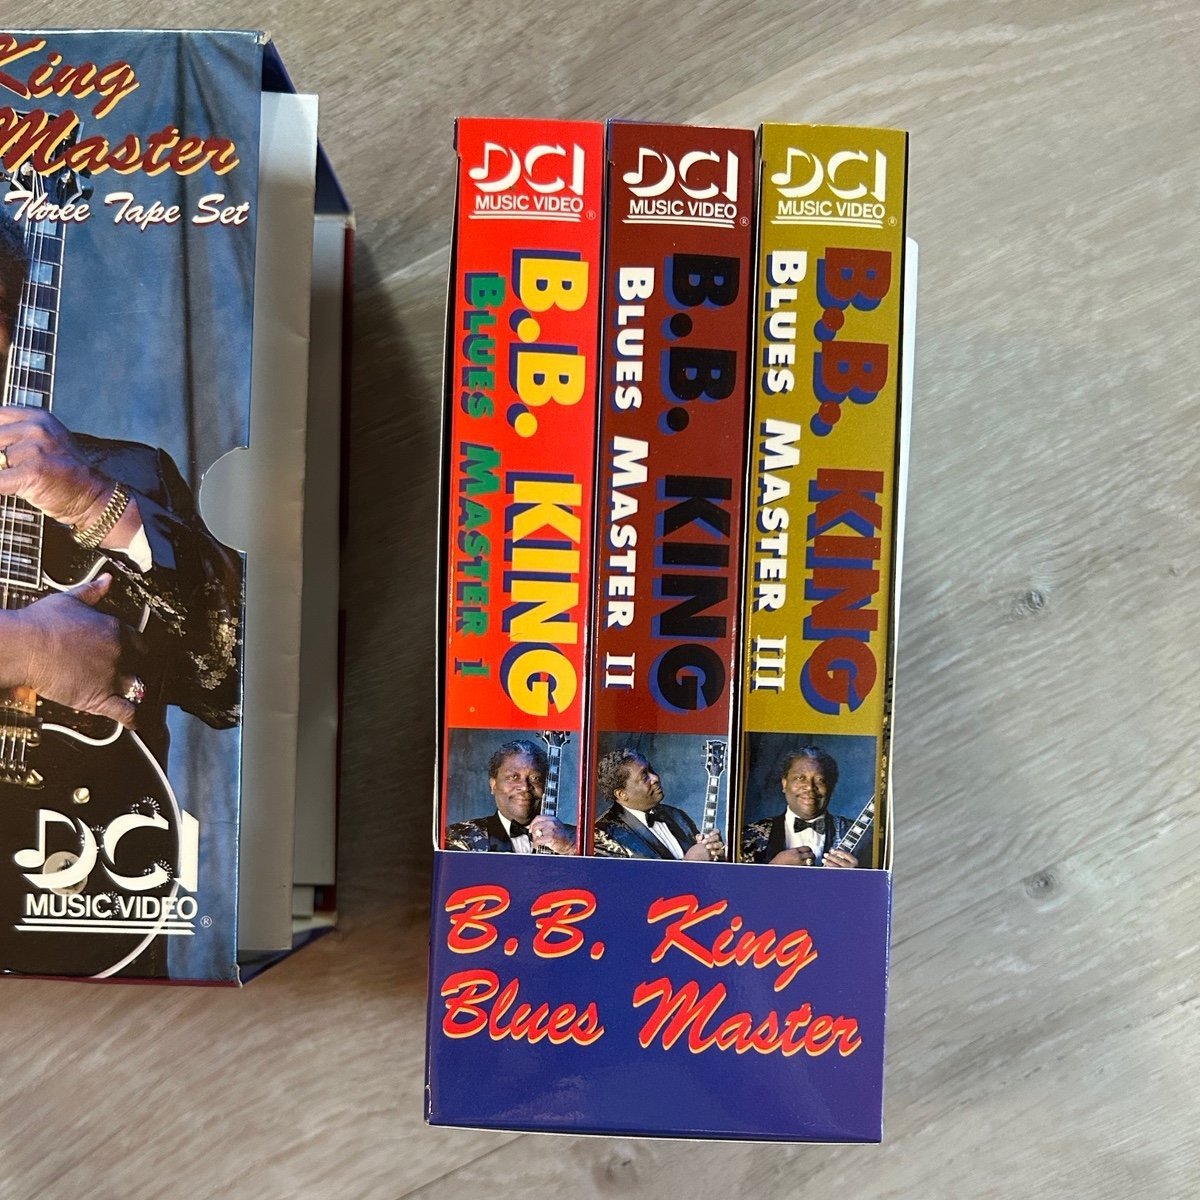 King
Master
Three Tape Set
DCI
MUSIC VIDEO®
DCI
MUSIC VIDEO®
B.B. KING
BLUES MASTER 1
DCI
MUSIC VIDEO®
B.B. KING
BLUES MASTER II
DCI
MUSIC VIDEO®
B.B. KING
BLUES MASTER III
B.B. King
Blues Master